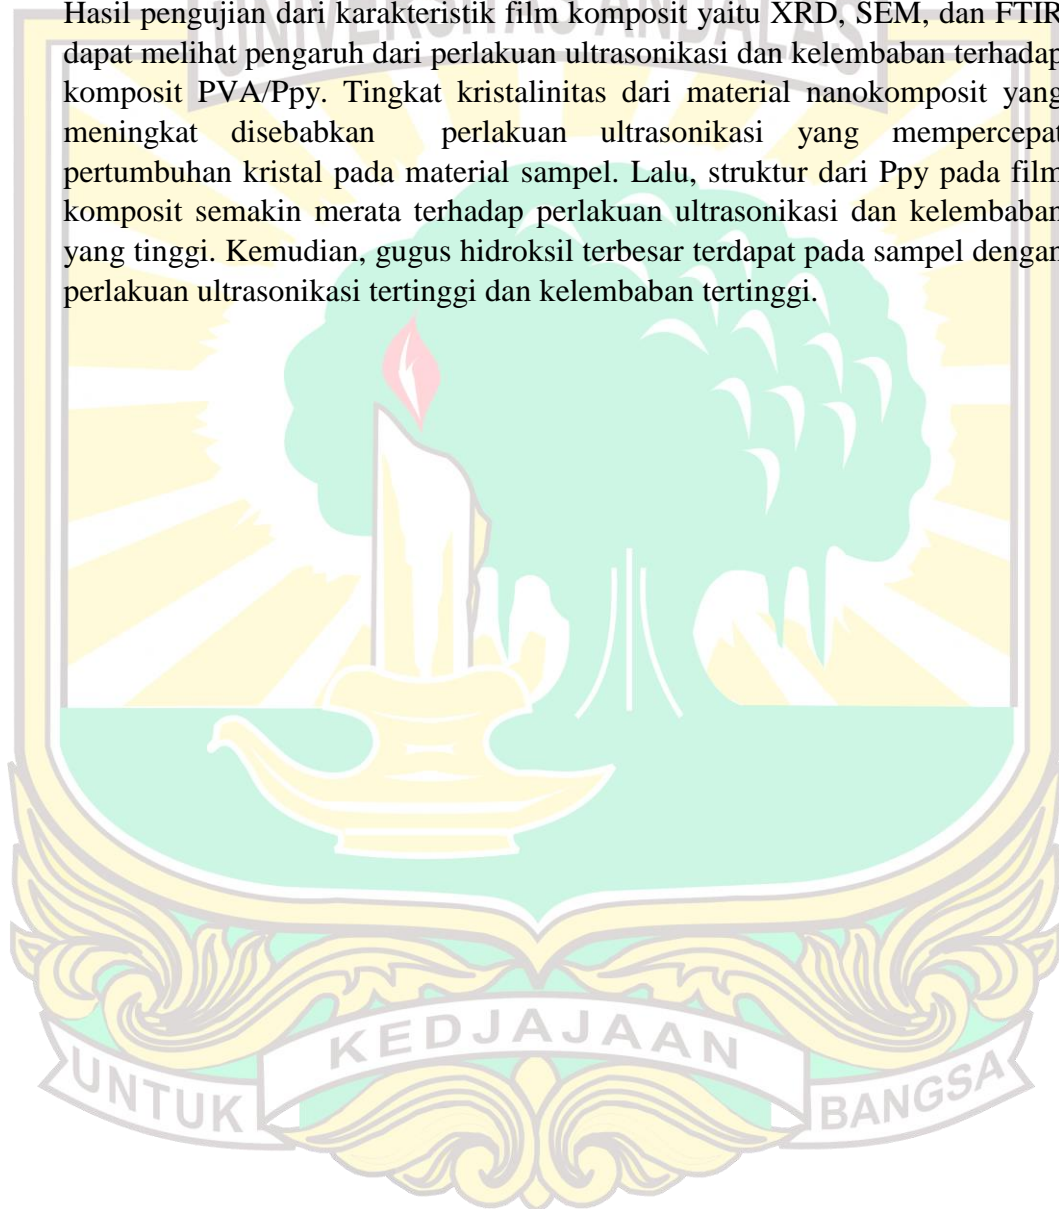 Hasil pengujian dari karakteristik film komposit yaitu XRD, SEM, dan FTIR
dapat melihat pengaruh dari perlakuan ultrasonikasi dan kelembaban terhadap
komposit PVA/Ppy. Tingkat kristalinitas dari material nanokomposit yang
meningkat disebabkan perlakuan ultrasonikasi yang mempercepat
pertumbuhan kristal pada material sampel. Lalu, struktur dari Ppy pada film
komposit semakin merata terhadap perlakuan ultrasonikasi dan kelembaban
yang tinggi. Kemudian, gugus hidroksil terbesar terdapat pada sampel dengan
perlakuan ultrasonikasi tertinggi dan kelembaban tertinggi.
UNIVERSITAS ANDALAS
UNTUK KEDJAJAAN BANGSA